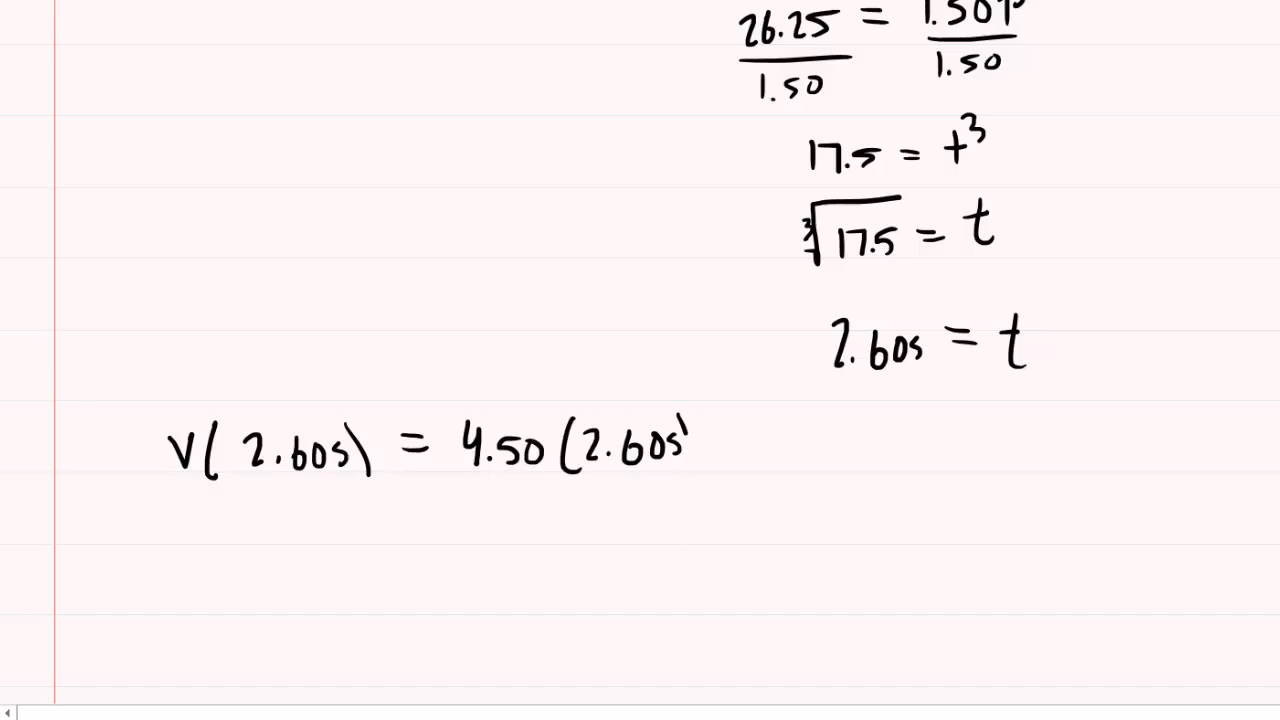 26.25 = 1.50t³
1.50 1.50
17.5 = t³
³√17.5 = t
2.60s = t
v( 2.60s) = 4.50(2.60s)